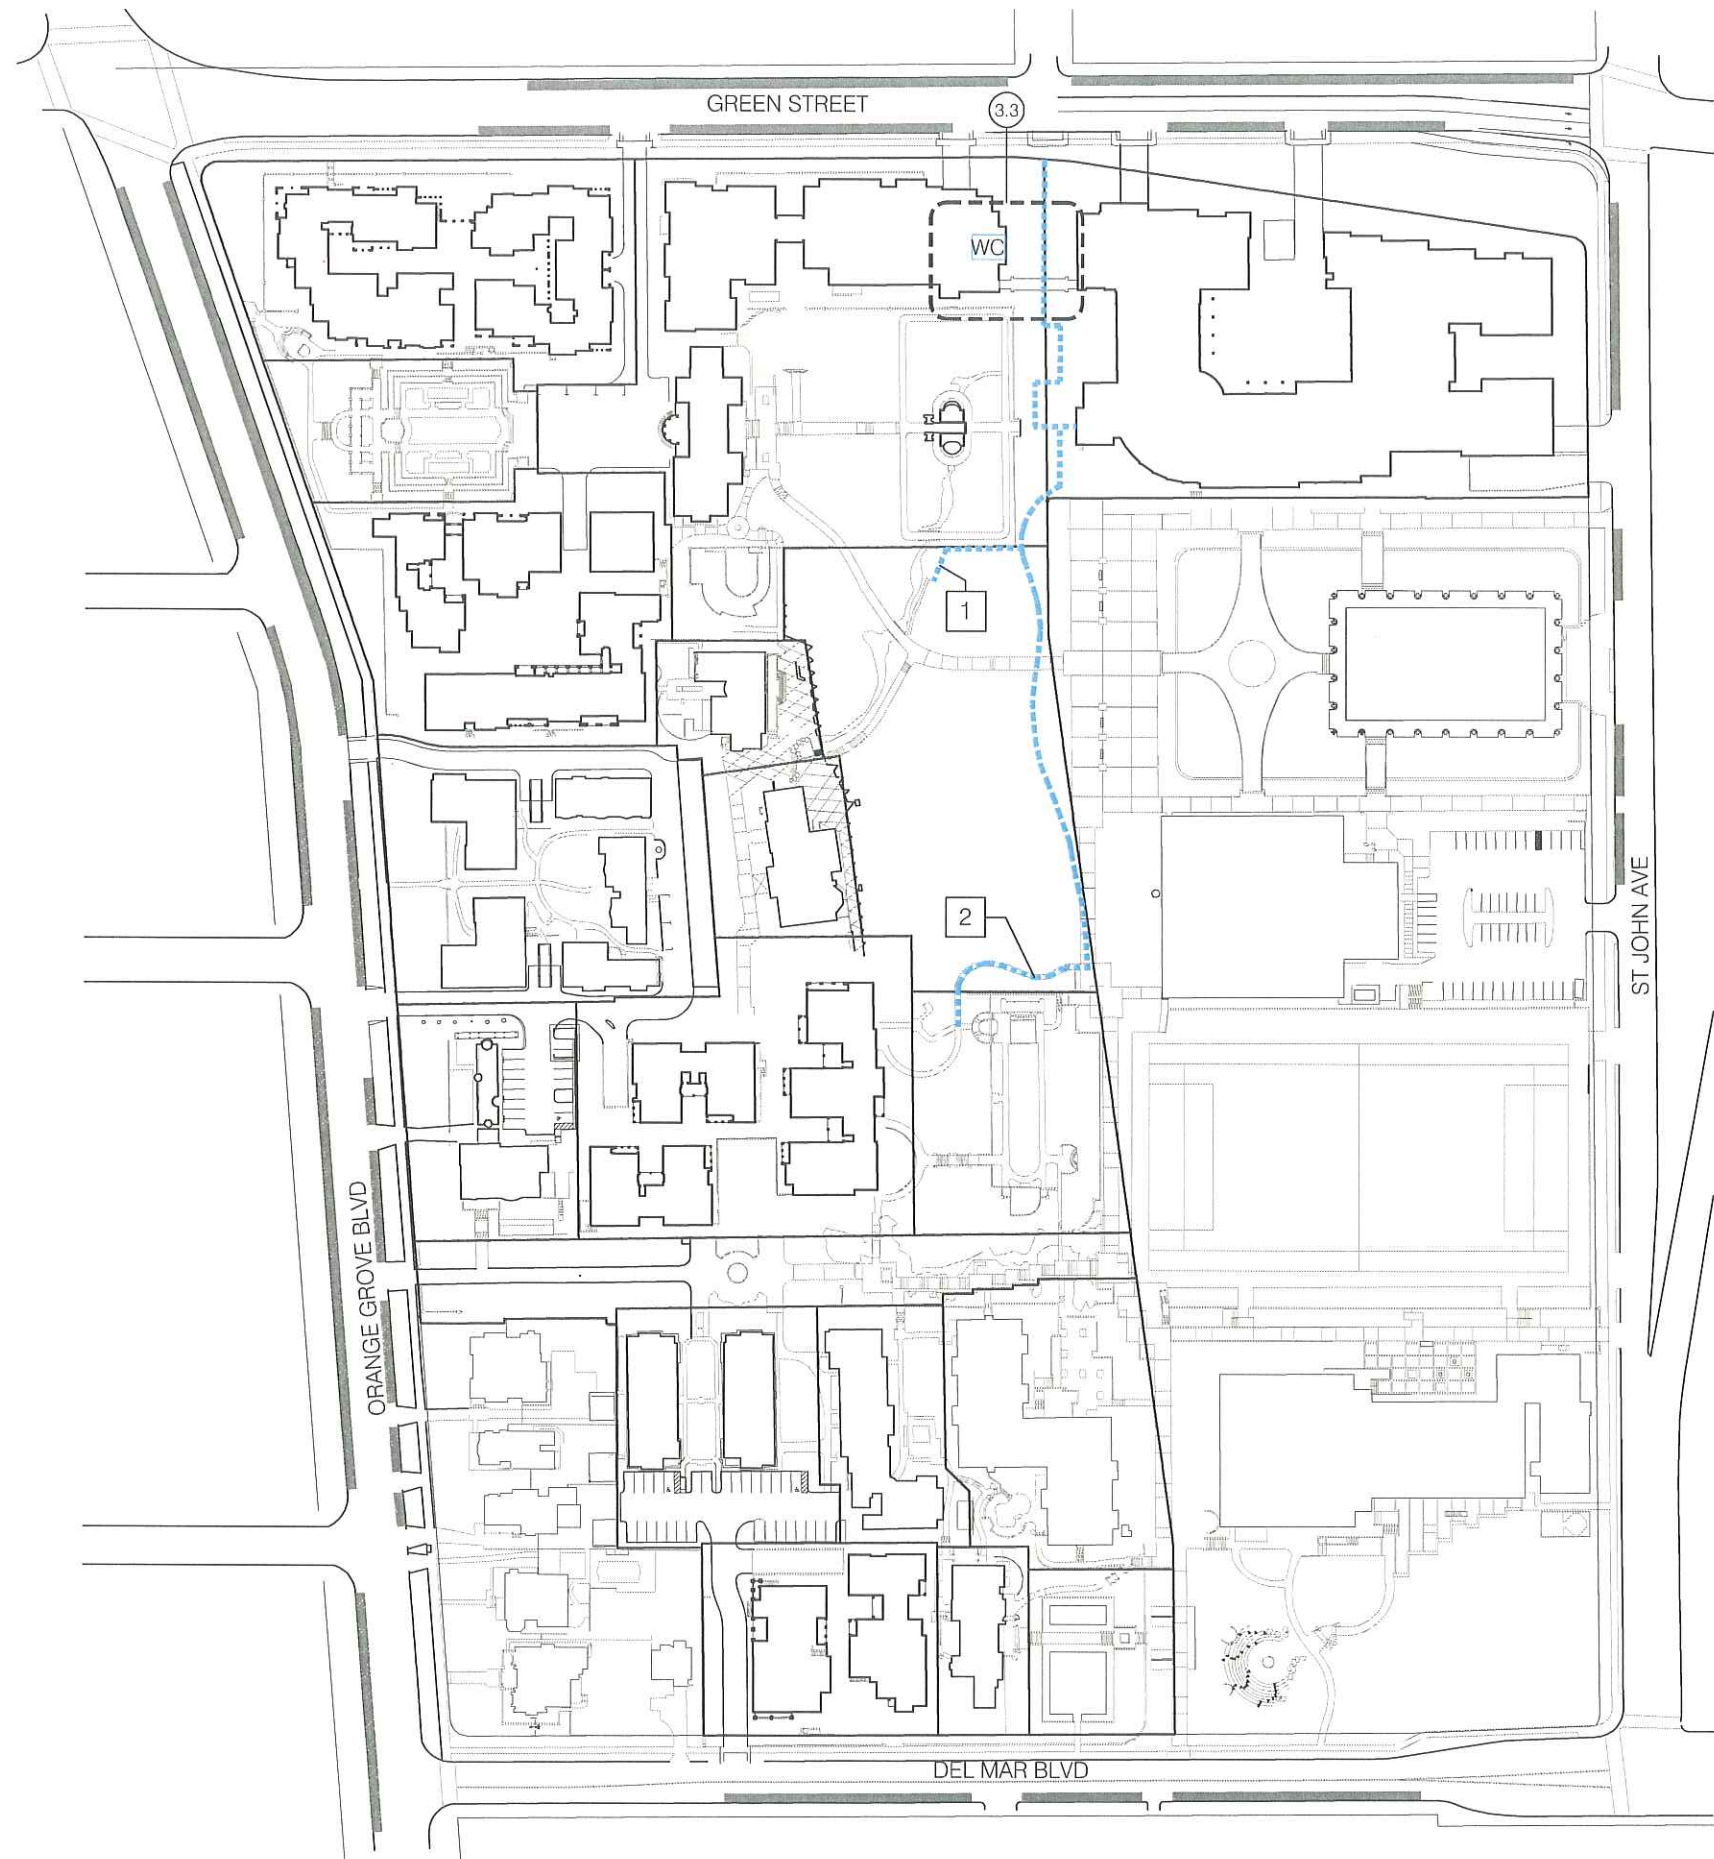 GREEN STREET
3.3
WC
1
2
ST JOHN AVE
ORANGE GROVE BLVD
DEL MAR BLVD